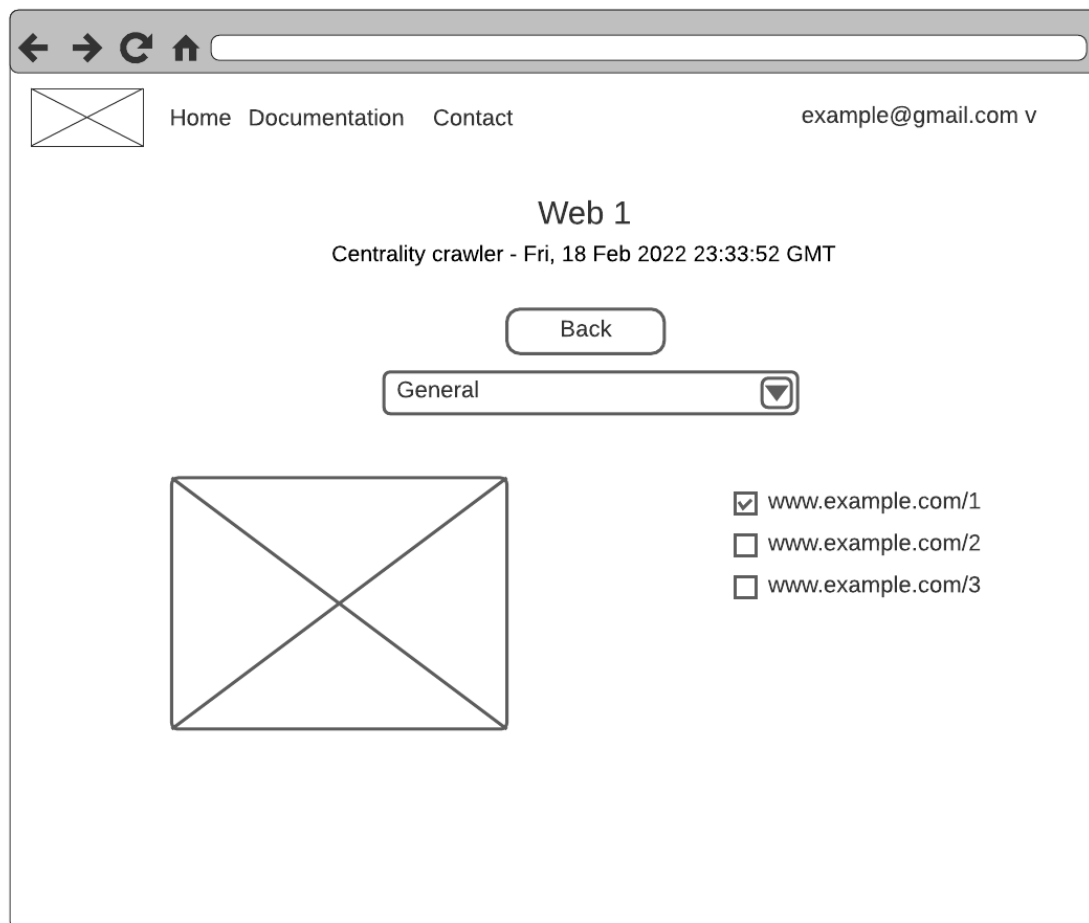 Home Documentation Contact example@gmail.com v
Web 1
Centrality crawler - Fri, 18 Feb 2022 23:33:52 GMT
Back
General
www.example.com/1
www.example.com/2
www.example.com/3